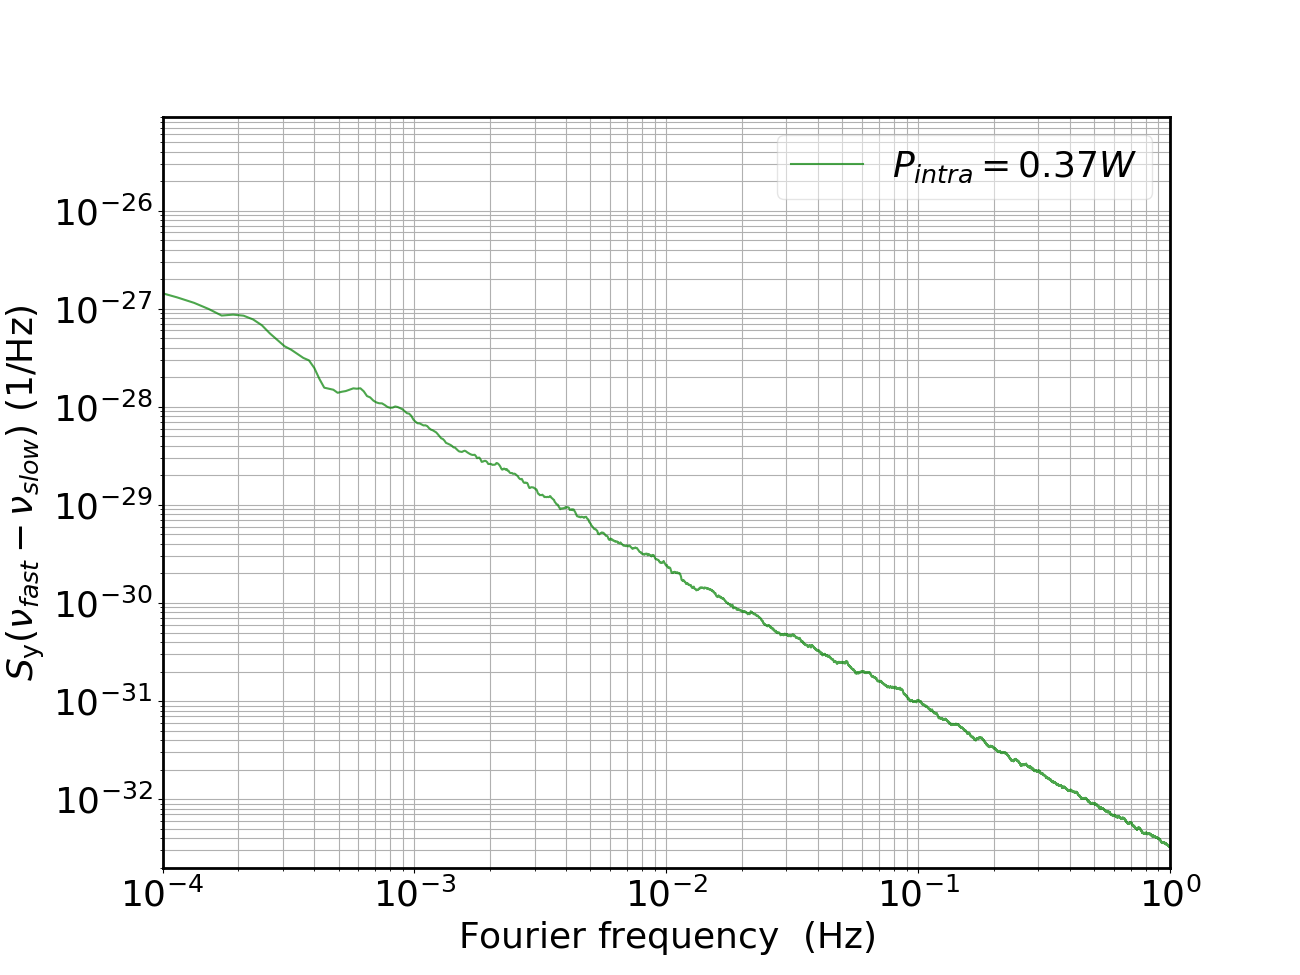 P_intra = 0.37W
10^-26
10^-27
10^-28
10^-29
10^-30
10^-31
10^-32
S_y(ν_fast − ν_slow) (1/Hz)
10^-4 10^-3 10^-2 10^-1 10^0
Fourier frequency (Hz)